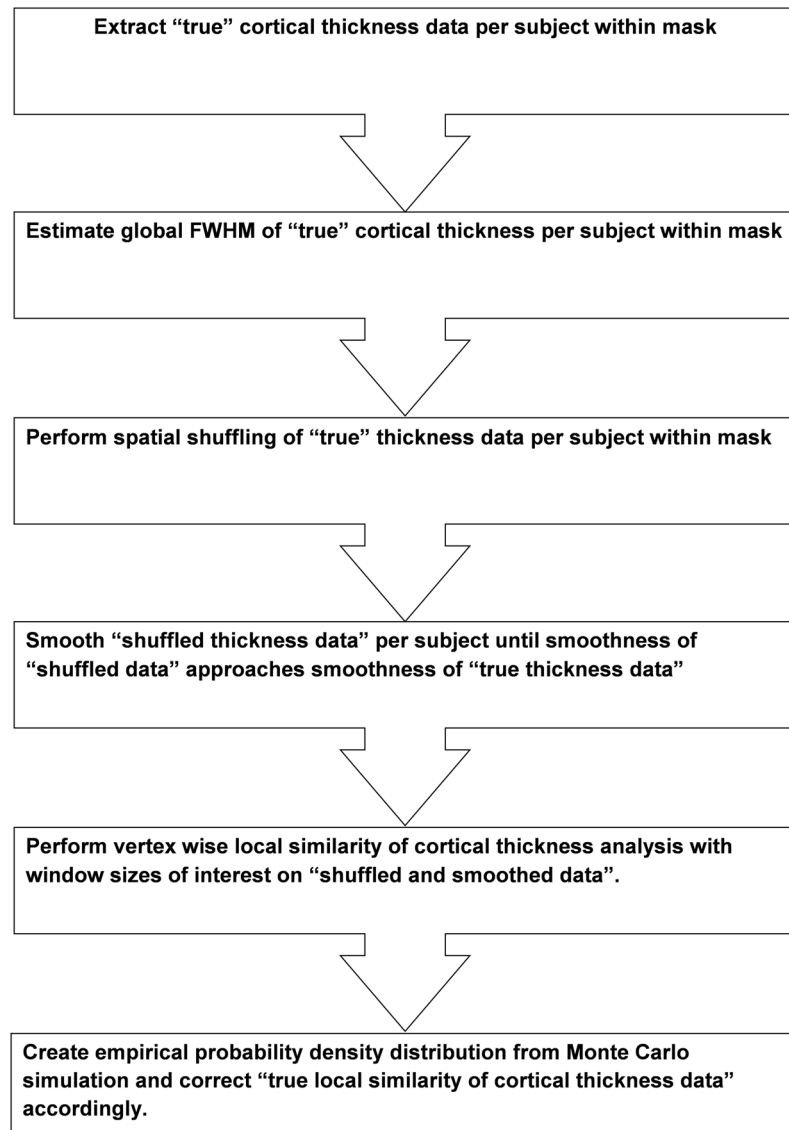 Extract “true” cortical thickness data per subject within mask
Estimate global FWHM of “true” cortical thickness per subject within mask
Perform spatial shuffling of “true” thickness data per subject within mask
Smooth “shuffled thickness data” per subject until smoothness of
“shuffled data” approaches smoothness of “true thickness data”
Perform vertex wise local similarity of cortical thickness analysis with
window sizes of interest on “shuffled and smoothed data”.
Create empirical probability density distribution from Monte Carlo
simulation and correct “true local similarity of cortical thickness data”
accordingly.